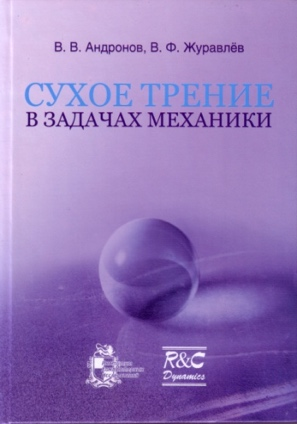 В. В. Андронов, В. Ф. Журавлёв
СУХОЕ ТРЕНИЕ
В ЗАДАЧАХ МЕХАНИКИ
R&C
Dynamics